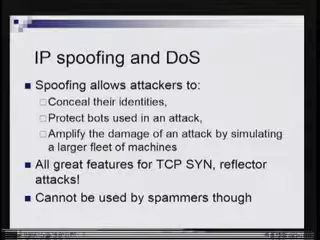 IP spoofing and DoS
Spoofing allows attackers to:
Conceal their identities,
Protect bots used in an attack,
Amplify the damage of an attack by simulating
a larger fleet of machines
All great features for TCP SYN, reflector
attacks!
Cannot be used by spammers though